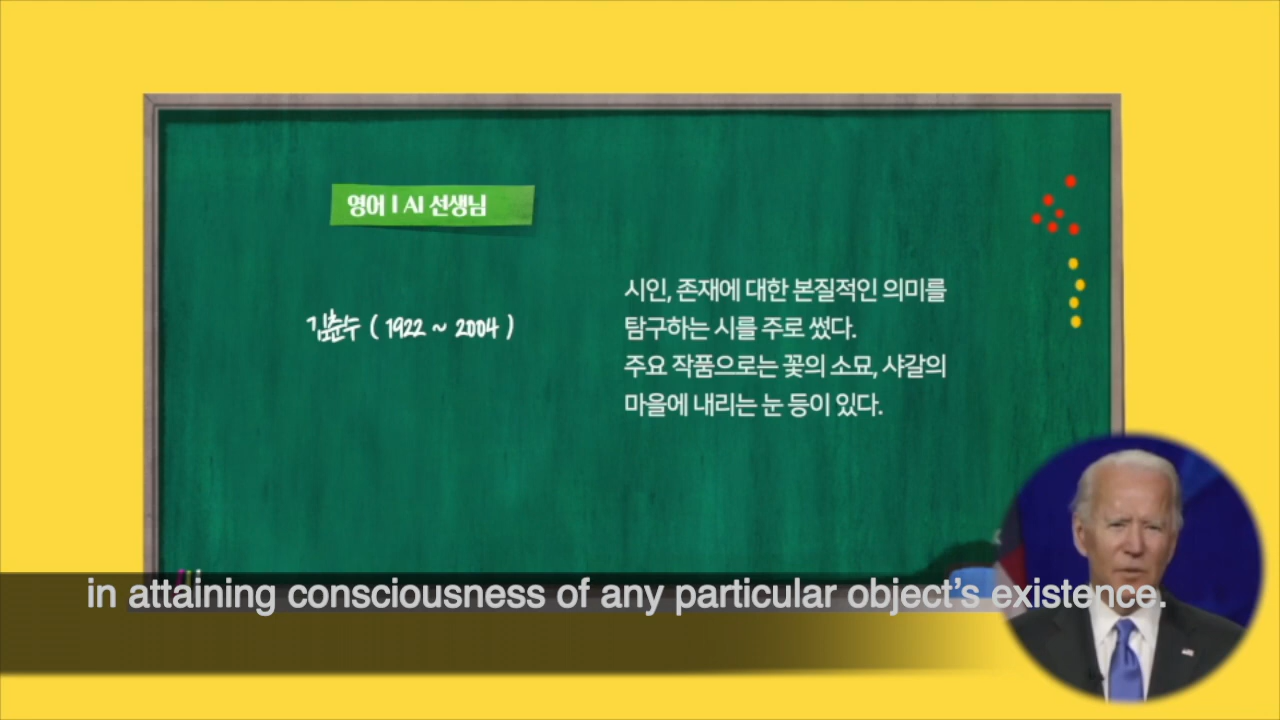 영어 I AI 선생님
김춘수 ( 1922 ~ 2004 )
시인, 존재에 대한 본질적인 의미를
탐구하는 시를 주로 썼다.
주요 작품으로는 꽃의 소묘, 샤갈의
마을에 내리는 눈 등이 있다.
in attaining consciousness of any particular object’s existence.